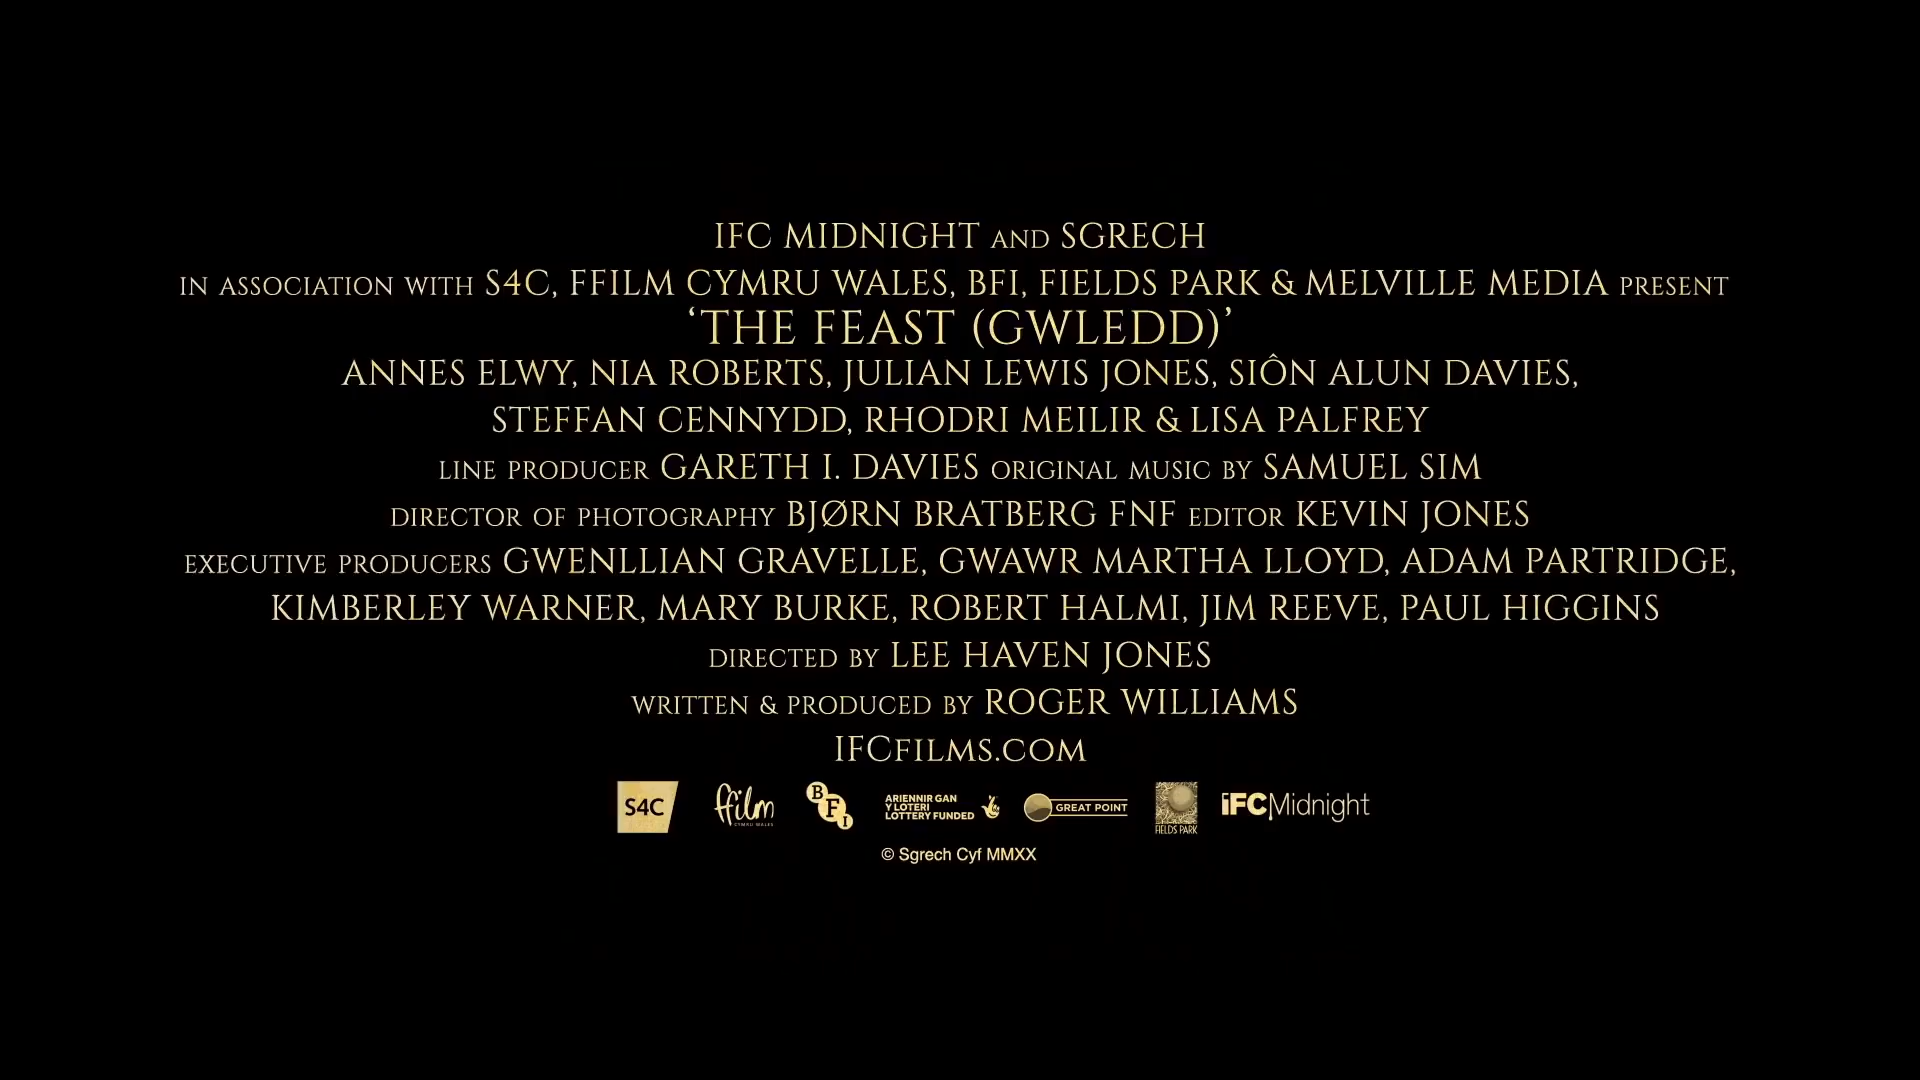 IFC MIDNIGHT AND SGRECH
IN ASSOCIATION WITH S4C, FFILM CYMRU WALES, BFI, FIELDS PARK & MELVILLE MEDIA PRESENT
‘THE FEAST (GWLEDD)’
ANNES ELWY, NIA ROBERTS, JULIAN LEWIS JONES, SIÔN ALUN DAVIES,
STEFFAN CENNYDD, RHODRI MEILIR & LISA PALFREY
LINE PRODUCER GARETH I. DAVIES ORIGINAL MUSIC BY SAMUEL SIM
DIRECTOR OF PHOTOGRAPHY BJØRN BRATBERG FNF EDITOR KEVIN JONES
EXECUTIVE PRODUCERS GWENLLIAN GRAVELLE, GWAWR MARTHA LLOYD, ADAM PARTRIDGE,
KIMBERLEY WARNER, MARY BURKE, ROBERT HALMI, JIM REEVE, PAUL HIGGINS
DIRECTED BY LEE HAVEN JONES
WRITTEN & PRODUCED BY ROGER WILLIAMS
IFCFILMS.COM
S4C
ffilm
CYMRU WALES
BFI
ARIENNIR GAN
Y LOTERI
LOTTERY FUNDED
GREAT POINT
FIELDS PARK
iFC Midnight
© Sgrech Cyf MMXX